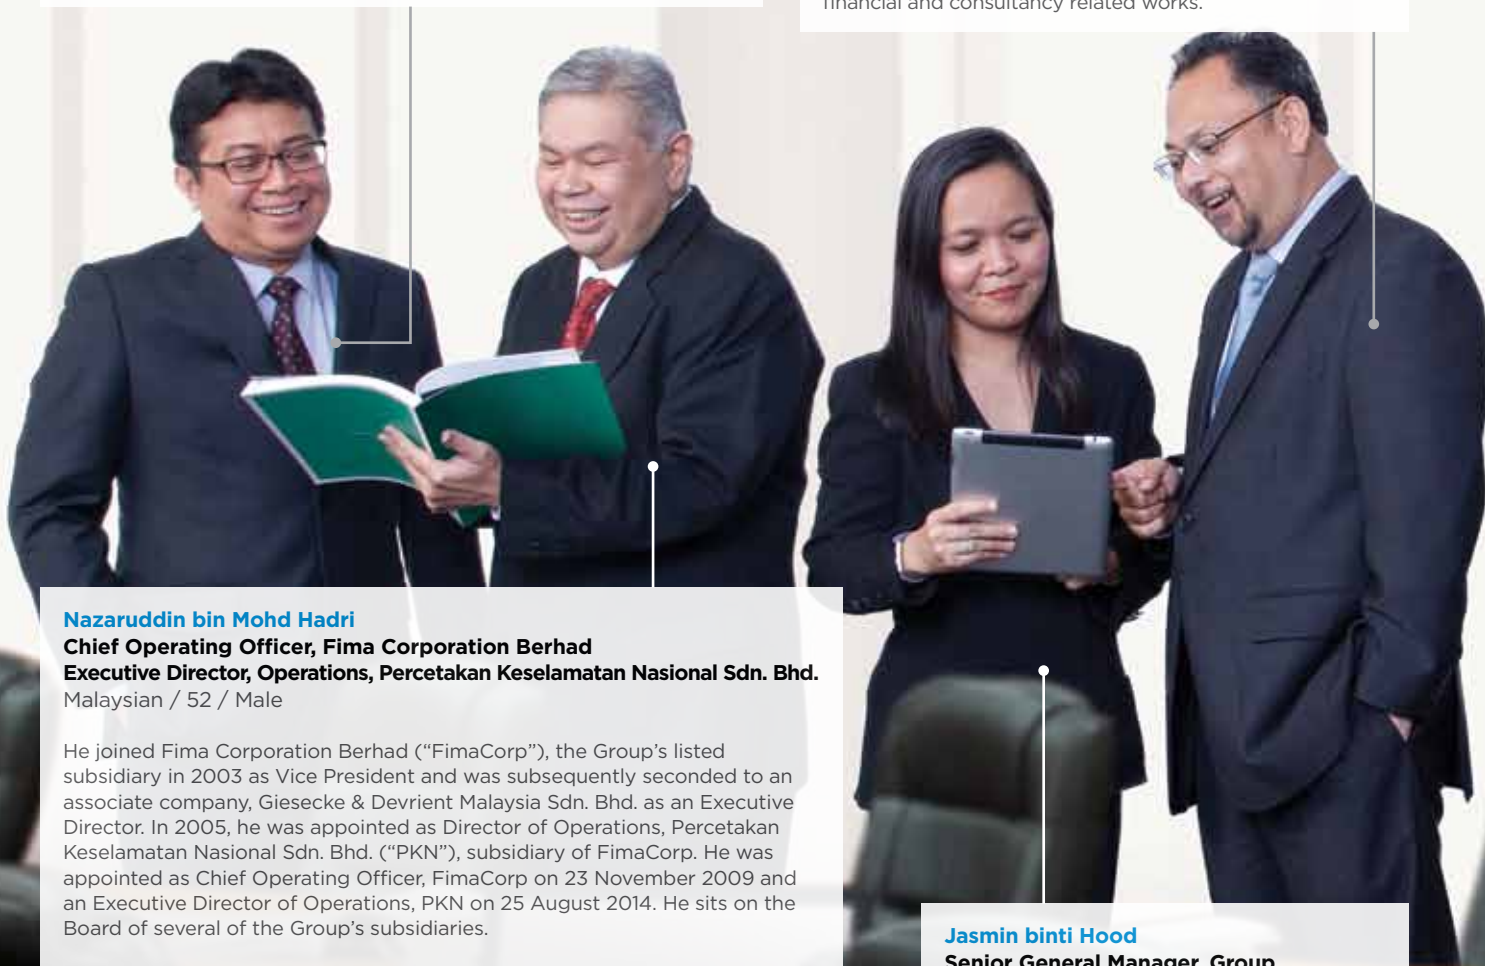 financial and consultancy related works.
Nazaruddin bin Mohd Hadri
Chief Operating Officer, Fima Corporation Berhad
Executive Director, Operations, Percetakan Keselamatan Nasional Sdn. Bhd.
Malaysian / 52 / Male
He joined Fima Corporation Berhad (“FimaCorp”), the Group’s listed
subsidiary in 2003 as Vice President and was subsequently seconded to an
associate company, Giesecke & Devrient Malaysia Sdn. Bhd. as an Executive
Director. In 2005, he was appointed as Director of Operations, Percetakan
Keselamatan Nasional Sdn. Bhd. (“PKN”), subsidiary of FimaCorp. He was
appointed as Chief Operating Officer, FimaCorp on 23 November 2009 and
an Executive Director of Operations, PKN on 25 August 2014. He sits on the
Board of several of the Group’s subsidiaries.
Jasmin binti Hood
Senior General Manager, Group